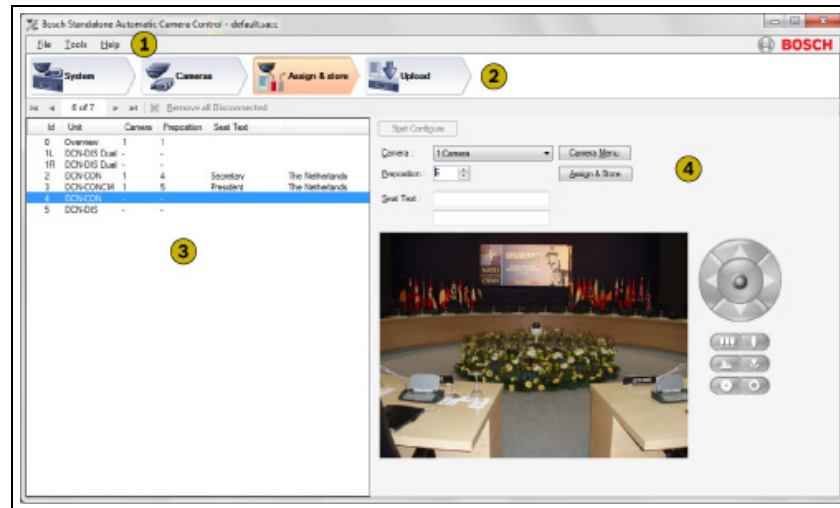 Bosch Standalone Automatic Camera Control - default.sacc
File Tools Help 1
BOSCH
System Cameras Assign & store Upload 2
6 of 7 Remove all Disconnected
Id Unit Camera Preposition Seat Text
0 Overview 1 1
1L DCN-DIS Dual - -
1R DCN-DIS Dual - -
2 DCN-CON 1 4 Secretary The Netherlands
3 DCN-CONCM 1 5 President The Netherlands
4 DCN-CON - -
5 DCN-DIS - -
3
Start Configure
Camera : 1:Camera Camera Menu
Preposition : Assign & Store
4
Seat Text :